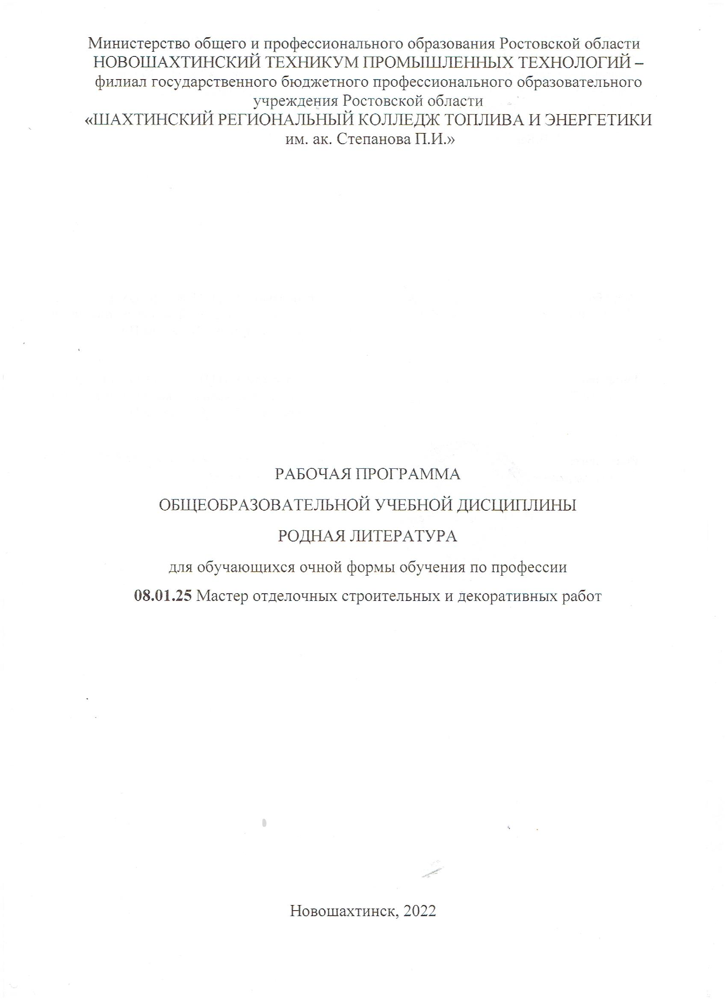 Министерство общего и профессионального образования Ростовской области
НОВОШАХТИНСКИЙ ТЕХНИКУМ ПРОМЫШЛЕННЫХ ТЕХНОЛОГИЙ –
филиал государственного бюджетного профессионального образовательного
учреждения Ростовской области
«ШАХТИНСКИЙ РЕГИОНАЛЬНЫЙ КОЛЛЕДЖ ТОПЛИВА И ЭНЕРГЕТИКИ
им. ак. Степанова П.И.»
РАБОЧАЯ ПРОГРАММА
ОБЩЕОБРАЗОВАТЕЛЬНОЙ УЧЕБНОЙ ДИСЦИПЛИНЫ
РОДНАЯ ЛИТЕРАТУРА
для обучающихся очной формы обучения по профессии
08.01.25 Мастер отделочных строительных и декоративных работ
Новошахтинск, 2022